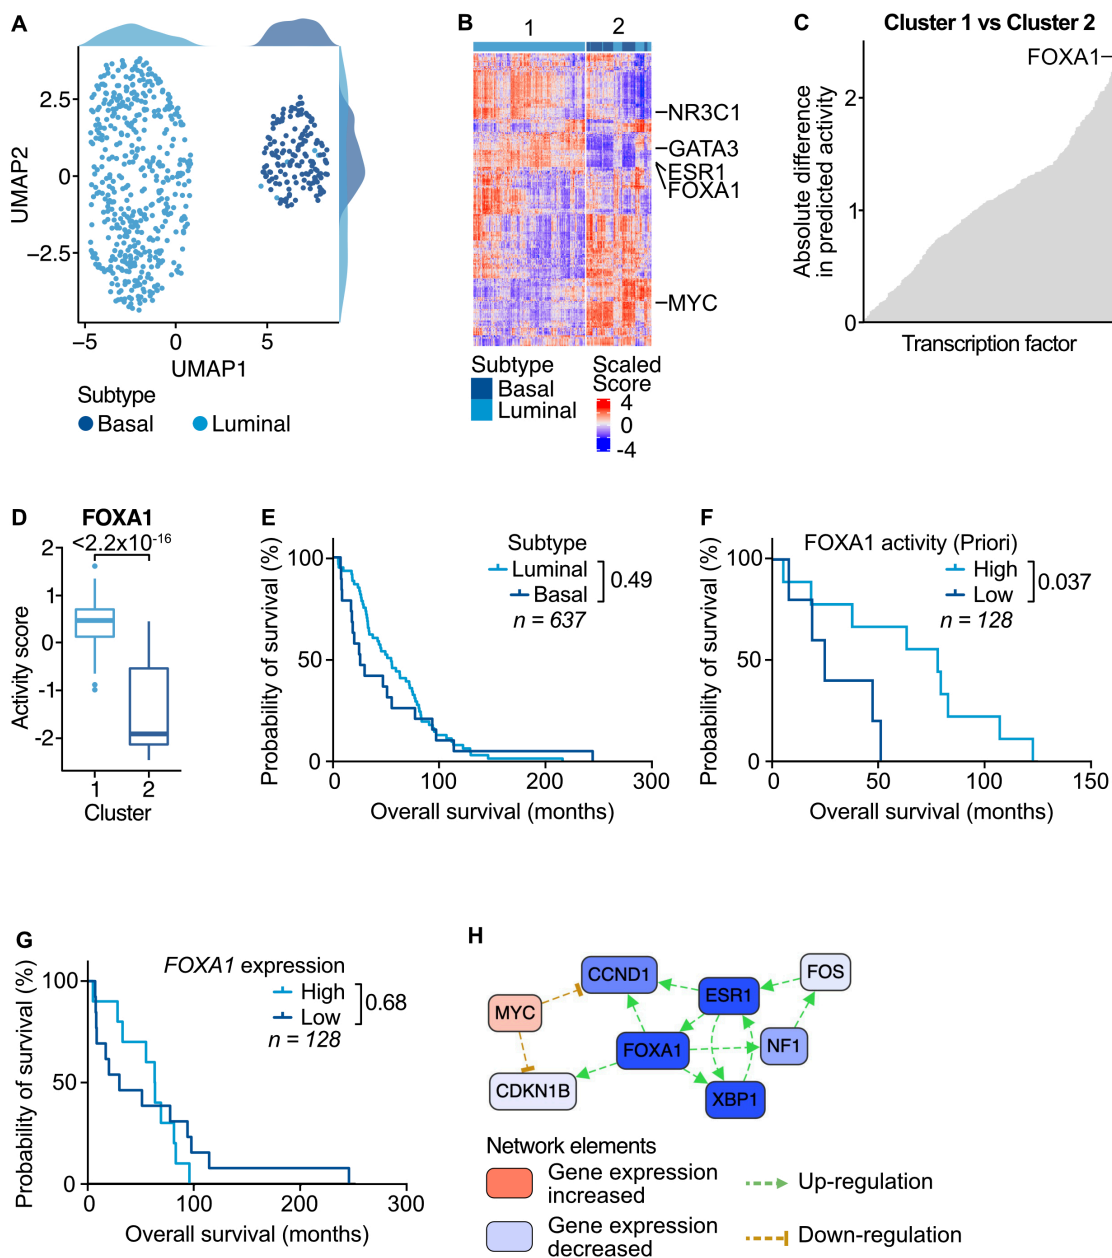 A
2.5
0
−2.5
UMAP2
−5
0
5
UMAP1
Subtype
Basal
Luminal
B
1
2
NR3C1
GATA3
ESR1
FOXA1
MYC
Subtype
Basal
Luminal
Scaled
Score
4
0
-4
C
Cluster 1 vs Cluster 2
FOXA1
2
1
0
Absolute difference
in predicted activity
Transcription factor
D
FOXA1
<2.2x10-16
2
1
0
-1
-2
Activity score
1
2
Cluster
E
Subtype
Luminal
Basal
0.49
n = 637
100
50
0
Probability of survival (%)
0
100
200
300
Overall survival (months)
F
FOXA1 activity (Priori)
High
Low
0.037
n = 128
100
50
0
Probability of survival (%)
0
50
100
150
Overall survival (months)
G
FOXA1 expression
High
Low
0.68
n = 128
100
50
0
Probability of survival (%)
0
100
200
300
Overall survival (months)
H
CCND1
FOS
ESR1
MYC
FOXA1
NF1
CDKN1B
XBP1
Network elements
Gene expression
increased
Gene expression
decreased
Up-regulation
Down-regulation